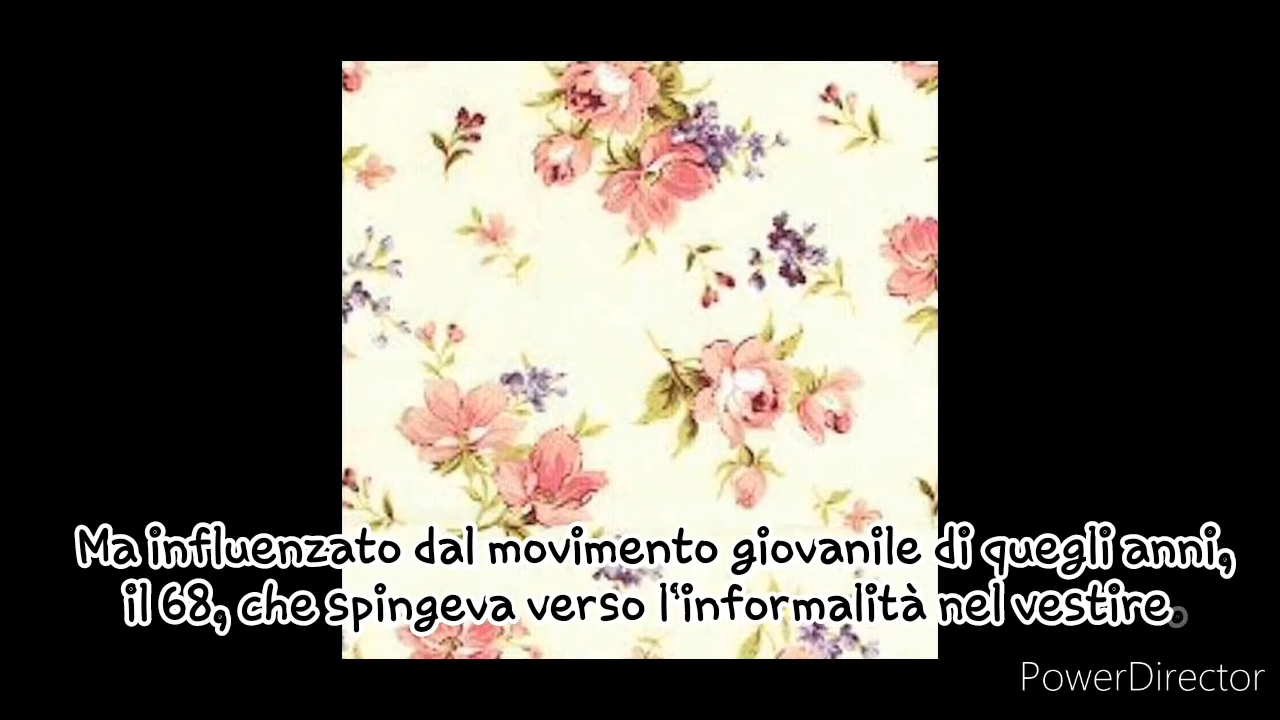 Ma influenzato dal movimento giovanile di quegli anni,
il 68, che spingeva verso l'informalità nel vestire.
PowerDirector